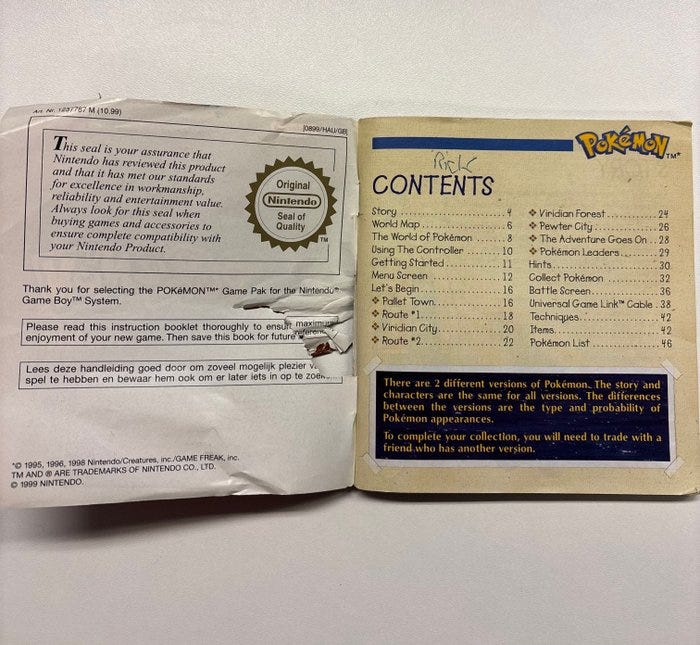 Art. Nr. 1237767 M (10.99)
[0899/HAU/GB]
This seal is your assurance that
Nintendo has reviewed this product
and that it has met our standards
for excellence in workmanship,
reliability and entertainment value.
Always look for this seal when
buying games and accessories to
ensure complete compatibility with
your Nintendo Product.
Original
Nintendo
Seal of
Quality
TM
Thank you for selecting the POKéMON™* Game Pak for the Nintendo®
Game Boy™ System.
Please read this instruction booklet thoroughly to ensure maximum
enjoyment of your new game. Then save this book for future reference.
Lees deze handleiding goed door om zoveel mogelijk plezier
spel te hebben en bewaar hem ook om er later iets in op te
*© 1995, 1996, 1998 Nintendo/Creatures, inc./GAME FREAK, inc.
TM AND ® ARE TRADEMARKS OF NINTENDO CO., LTD.
© 1999 NINTENDO.
POKéMON TM*
CONTENTS
Story 4
World Map 6
The World of Pokémon 8
Using The Controller 10
Getting Started 11
Menu Screen 12
Let's Begin 16
❖ Pallet Town 16
❖ Route *1 18
❖ Viridian City 20
❖ Route *2 22
❖ Viridian Forest 24
❖ Pewter City 26
❖ The Adventure Goes On 28
❖ Pokémon Leaders 29
Hints 30
Collect Pokémon 32
Battle Screen 36
Universal Game Link™ Cable 38
Techniques 42
Items 42
Pokémon List 46
There are 2 different versions of Pokémon. The story and
characters are the same for all versions. The differences
between the versions are the type and probability of
Pokémon appearances.
To complete your collection, you will need to trade with a
friend who has another version.